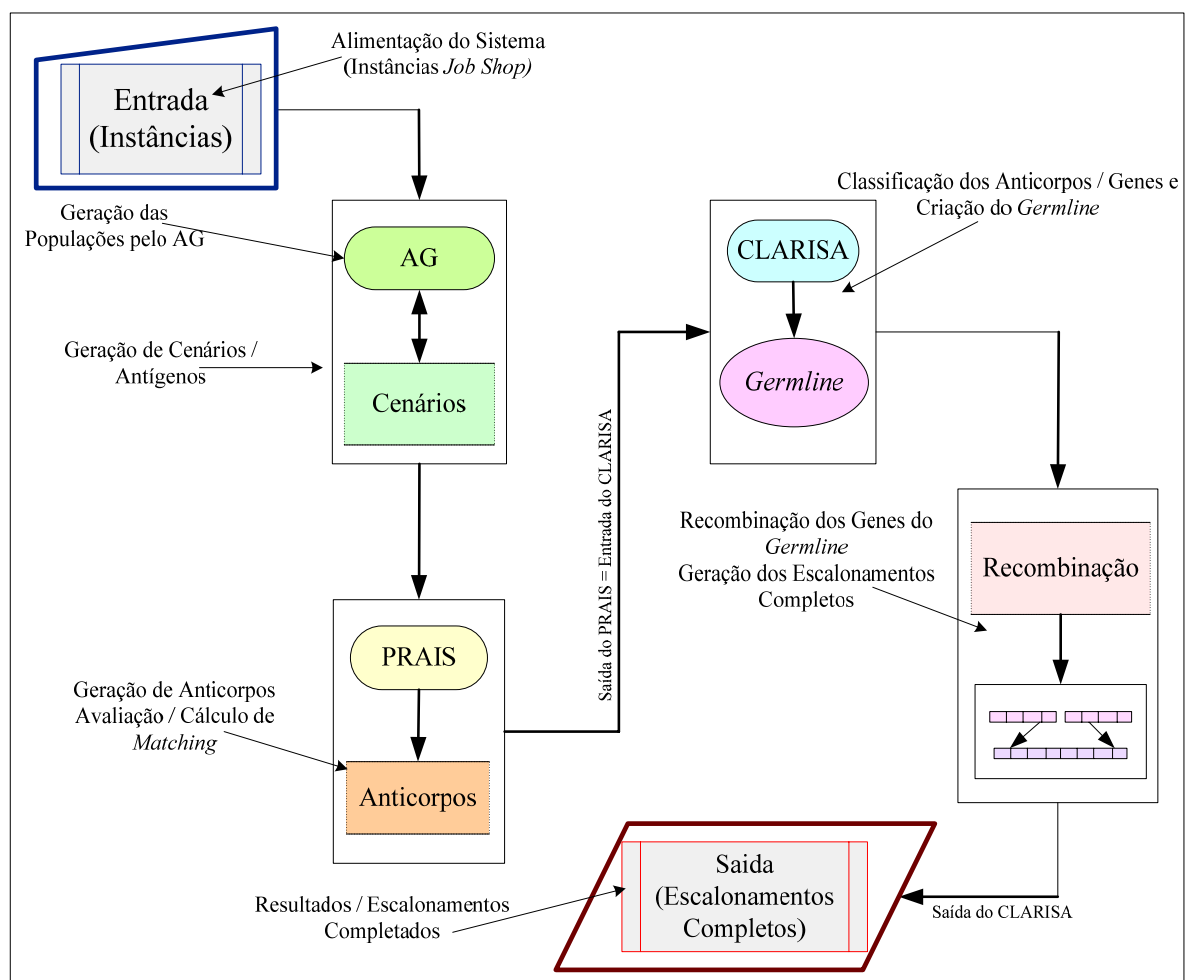 Alimentação do Sistema
(Instâncias Job Shop)
Entrada
(Instâncias)
Geração das
Populações pelo AG
AG
Geração de Cenários /
Antígenos
Cenários
PRAIS
Geração de Anticorpos
Avaliação / Cálculo de
Matching
Anticorpos
Saída do PRAIS = Entrada do CLARISA
Classificação dos Anticorpos / Genes e
Criação do Germline
CLARISA
Germline
Recombinação dos Genes do
Germline
Geração dos Escalonamentos
Completos
Recombinação
Saida
(Escalonamentos
Completos)
Resultados / Escalonamentos
Completados
Saída do CLARISA